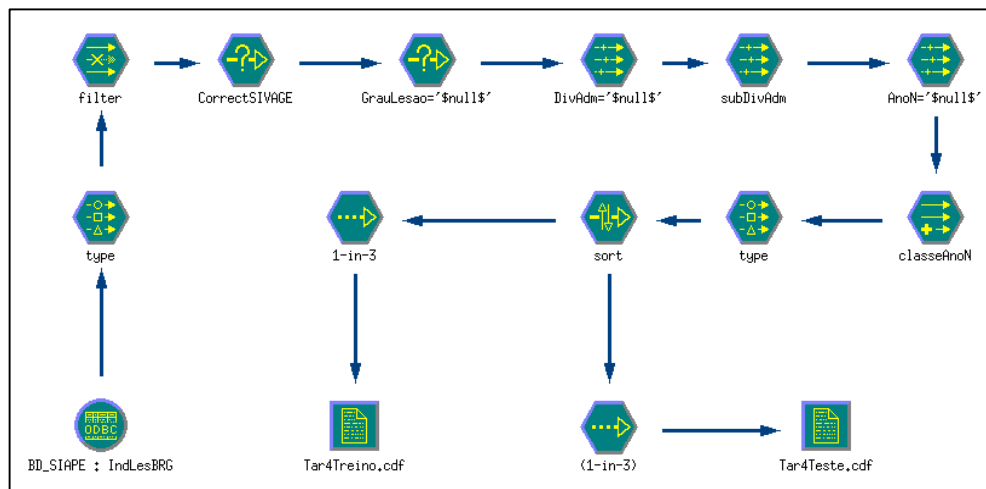 filter
CorrectSIVAGE
GrauLesao='$null$'
DivAdm='$null$'
subDivAdm
AnoN='$null$'
type
1-in-3
sort
type
classeAnoN
ODBC
BD_SIAPE : IndLesBRG
Tar4Treino.cdf
(1-in-3)
Tar4Teste.cdf